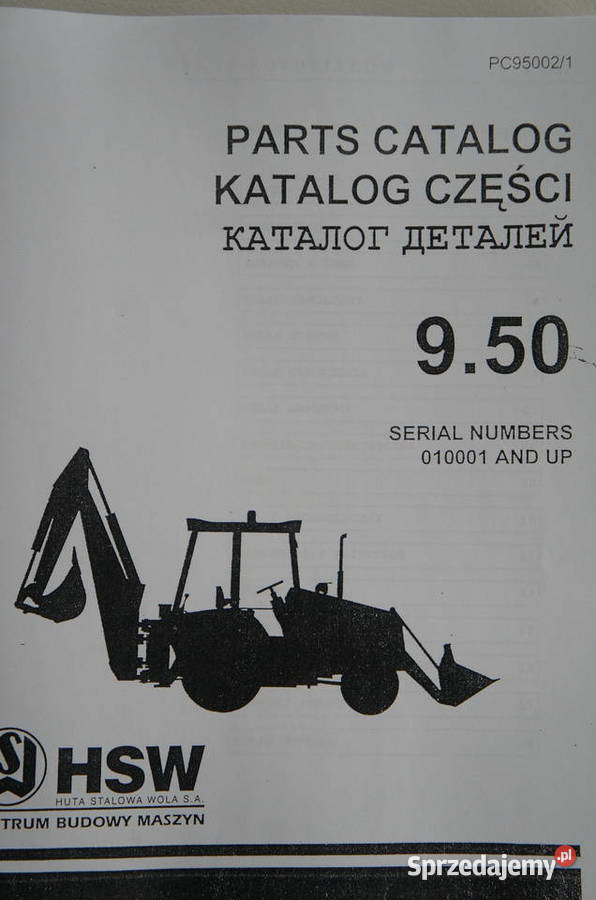 PC95002/1
PARTS CATALOG
KATALOG CZĘŚCI
КАТАЛОГ ДЕТАЛЕЙ
9.50
SERIAL NUMBERS
010001 AND UP
HSW
HUTA STALOWA WOLA S.A.
NTRUM BUDOWY MASZYN
Sprzedajemy.pl